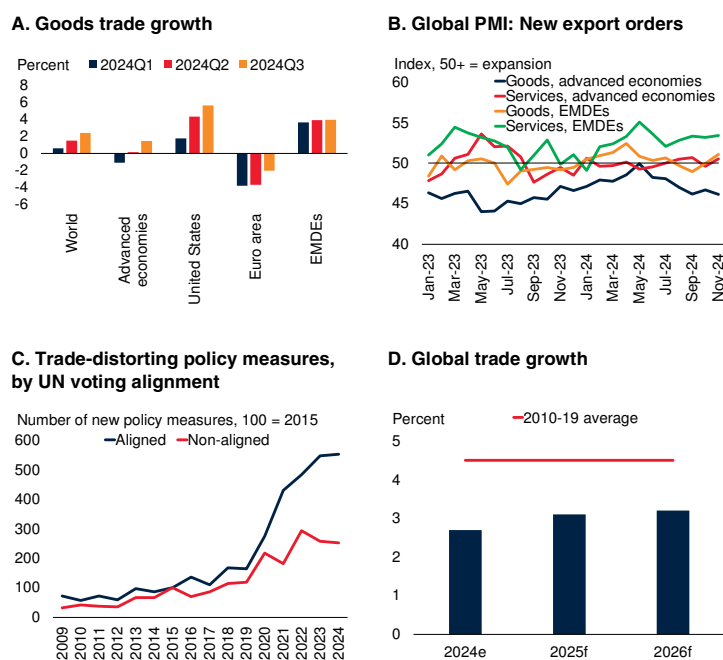 A. Goods trade growth
Percent
2024Q1 2024Q2 2024Q3
8
6
4
2
0
-2
-4
-6
World
Advanced
economies
United States
Euro area
EMDEs
B. Global PMI: New export orders
Index, 50+ = expansion
Goods, advanced economies
Services, advanced economies
Goods, EMDEs
Services, EMDEs
60
55
50
45
40
Jan-23
Mar-23
May-23
Jul-23
Sep-23
Nov-23
Jan-24
Mar-24
May-24
Jul-24
Sep-24
Nov-24
C. Trade-distorting policy measures,
by UN voting alignment
Number of new policy measures, 100 = 2015
Aligned Non-aligned
600
500
400
300
200
100
0
2009
2010
2011
2012
2013
2014
2015
2016
2017
2018
2019
2020
2021
2022
2023
2024
D. Global trade growth
Percent
2010-19 average
5
4
3
2
1
0
2024e
2025f
2026f